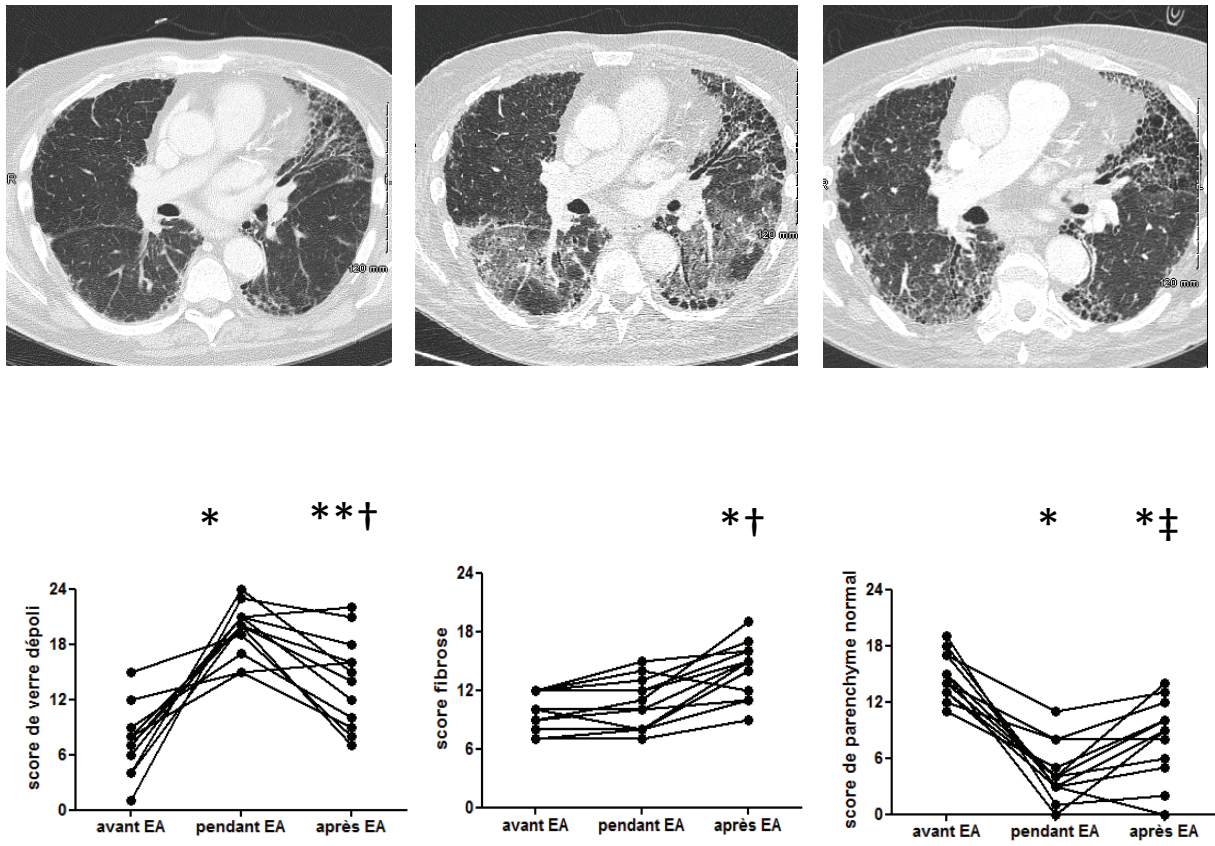 R
120 mm
120 mm
120 mm
*
**†
*†
*
*‡
score de verre dépoli
24
18
12
6
0
avant EA
pendant EA
après EA
score fibrose
24
18
12
6
0
avant EA
pendant EA
après EA
score de parenchyme normal
24
18
12
6
0
avant EA
pendant EA
après EA